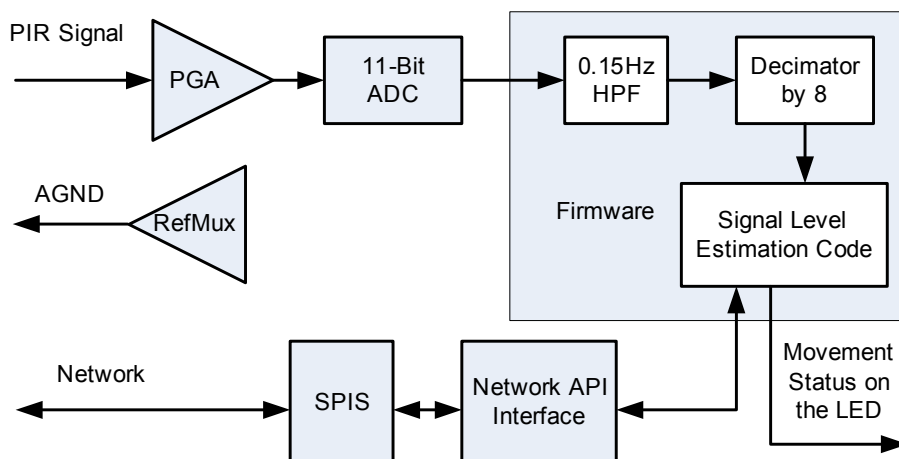 PIR Signal
PGA
11-Bit
ADC
0.15Hz
HPF
Decimator
by 8
AGND
RefMux
Firmware
Signal Level
Estimation Code
Network
SPIS
Network API
Interface
Movement
Status on
the LED